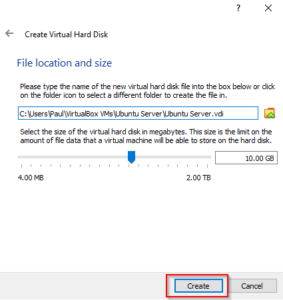 Create Virtual Hard Disk
File location and size
Please type the name of the new virtual hard disk file into the box below or click
on the folder icon to select a different folder to create the file in.
C:\Users\Paul\VirtualBox VMs\Ubuntu Server\Ubuntu Server.vdi
Select the size of the virtual hard disk in megabytes. This size is the limit on the
amount of file data that a virtual machine will be able to store on the hard disk.
10.00 GB
4.00 MB 2.00 TB
Create Cancel